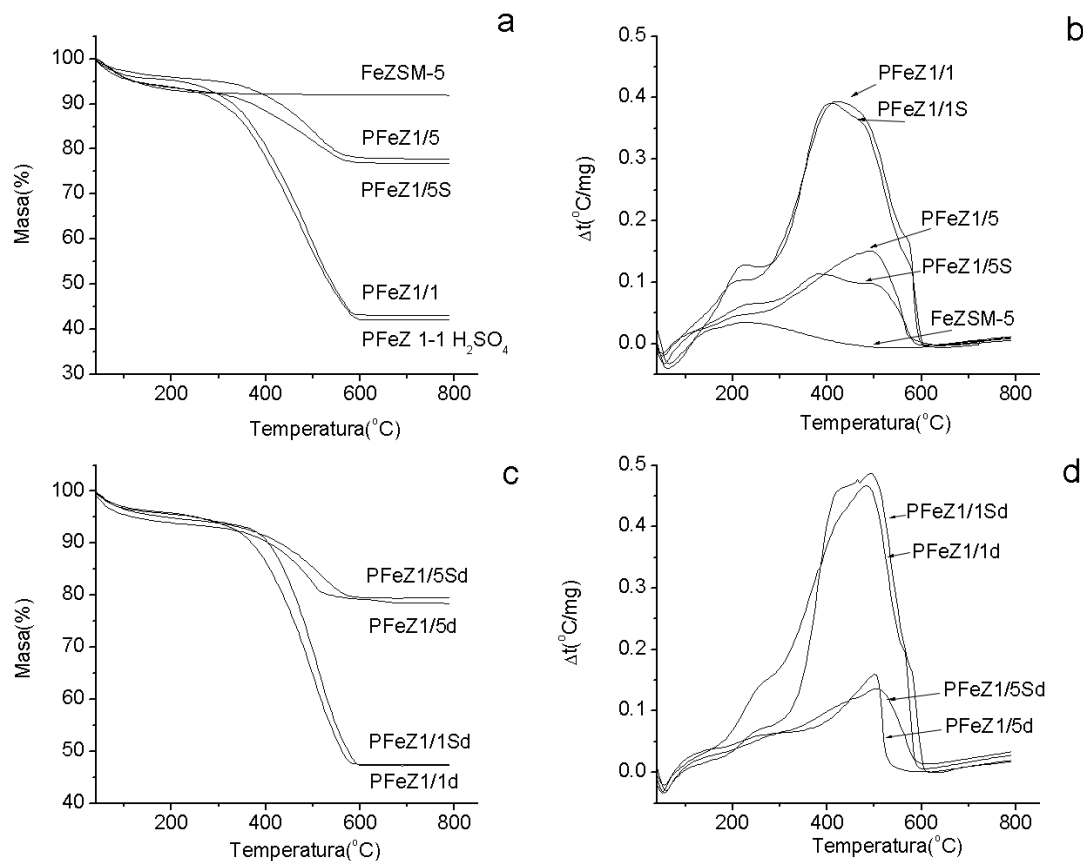 a
100
90
80
70
60
50
40
30
Masa(%)
FeZSM-5
PFeZ1/5
PFeZ1/5S
PFeZ1/1
PFeZ 1-1 H₂SO₄
200 400 600 800
Temperatura(°C)
b
0.5
0.4
0.3
0.2
0.1
0.0
Δt(°C/mg)
PFeZ1/1
PFeZ1/1S
PFeZ1/5
PFeZ1/5S
FeZSM-5
200 400 600 800
Temperatura(°C)
c
100
90
80
70
60
50
40
Masa(%)
PFeZ1/5Sd
PFeZ1/5d
PFeZ1/1Sd
PFeZ1/1d
200 400 600 800
Temperatura(°C)
d
0.5
0.4
0.3
0.2
0.1
0.0
Δt(°C/mg)
PFeZ1/1Sd
PFeZ1/1d
PFeZ1/5Sd
PFeZ1/5d
200 400 600 800
Temperatura(°C)